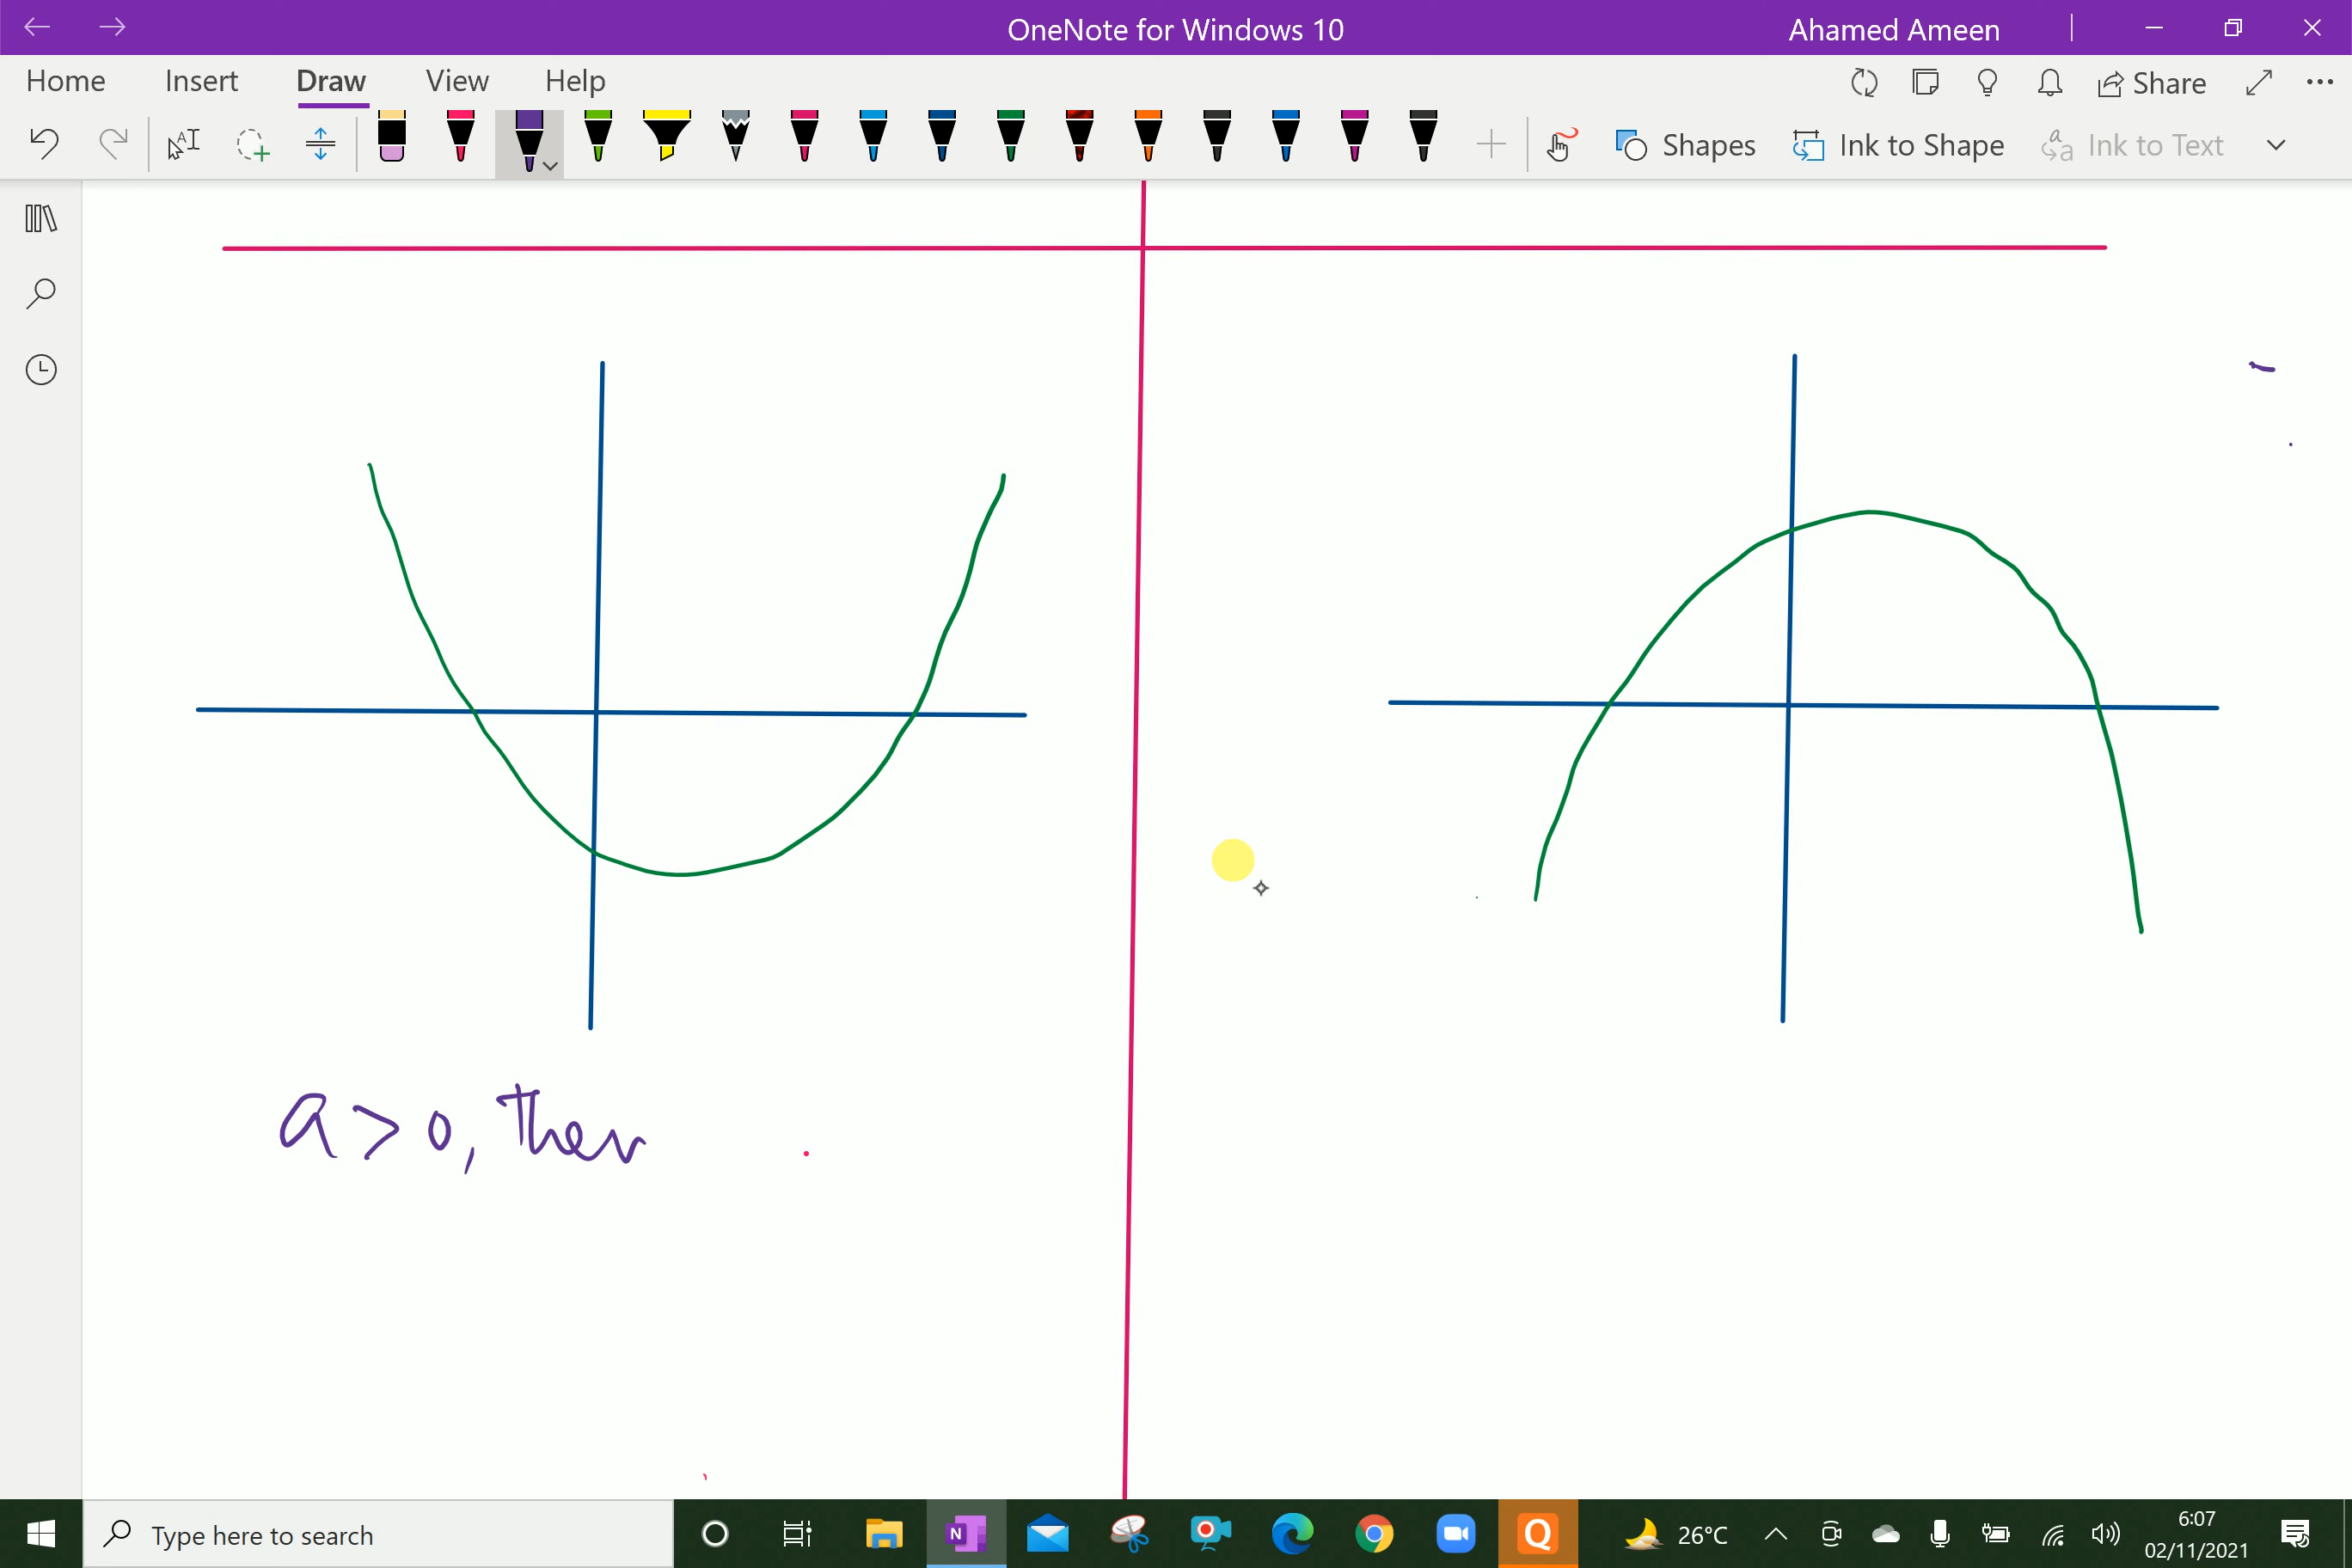 OneNote for Windows 10
Ahamed Ameen
Home Insert Draw View Help
Share
Shapes Ink to Shape Ink to Text
a > 0, then
Type here to search
26°C
6:07
02/11/2021